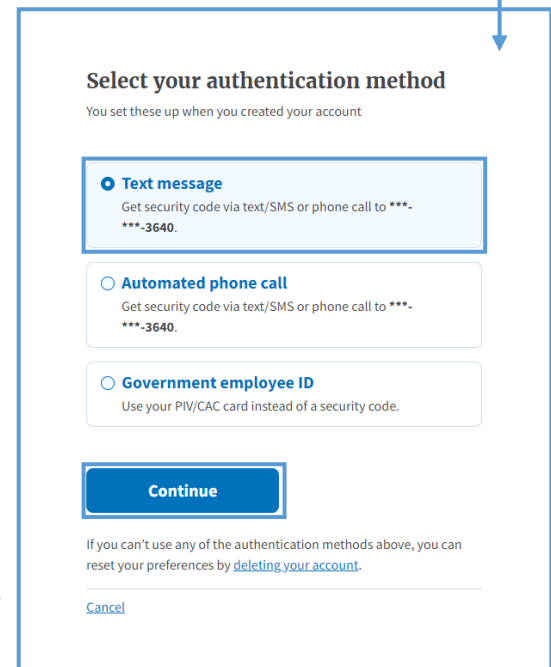 Select your authentication method
You set these up when you created your account
Text message
Get security code via text/SMS or phone call to ***-
***-3640.
Automated phone call
Get security code via text/SMS or phone call to ***-
***-3640.
Government employee ID
Use your PIV/CAC card instead of a security code.
Continue
If you can’t use any of the authentication methods above, you can
reset your preferences by deleting your account.
Cancel